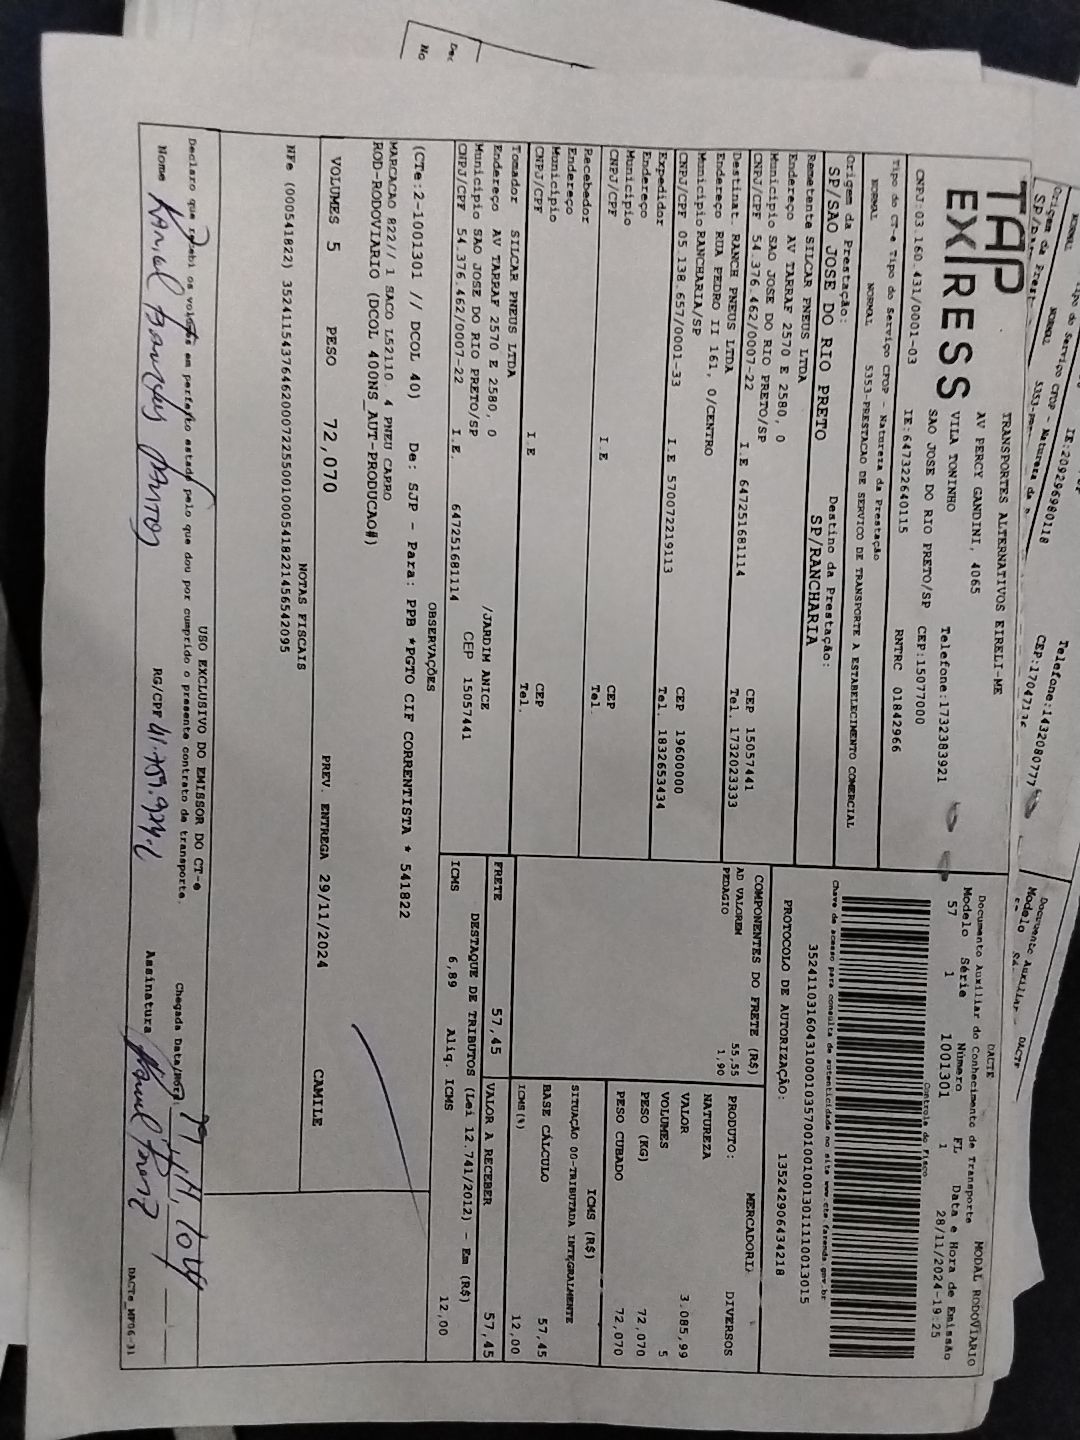 TAP EXPRESS
TRANSPORTES ALTERNATIVOS EIRELI-ME
AV PERCY GANDINI, 4065
VILA TONINHO Telefone:1732383921
SAO JOSE DO RIO PRETO/SP CEP:15077000
CNPJ:03.160.431/0001-03 IE:647322640115 RNTRC 01842966
DACTE MODAL RODOVIARIO
Documento Auxiliar do Conhecimento de Transporte
Modelo Série Número FL Data e Hora de Emissão
57 1 1001301 1 28/11/2024-19:25
Controle do Fisco
Chave de acesso para consulta de autenticidade no site www.cte.fazenda.gov.br
PROTOCOLO DE AUTORIZAÇÃO: 135242906434218
Tipo do CT-e Tipo do Serviço CFOP - Natureza da Prestação
NORMAL NORMAL 5353-PRESTACAO DE SERVICO DE TRANSPORTE A ESTABELECIMENTO COMERCIAL
Origem da Prestação: Destino da Prestação:
SP/SAO JOSE DO RIO PRETO SP/RANCHARIA
Remetente SILCAR PNEUS LTDA
Endereço AV TARRAF 2570 E 2580, 0
Município SAO JOSE DO RIO PRETO/SP CEP 15057441
CNPJ/CPF 54.376.462/0007-22 I.E 647251681114 Tel. 1732023333
Destinat. RANCH PNEUS LTDA
Endereço RUA PEDRO II 161, 0/CENTRO
Município RANCHARIA/SP CEP 19600000
CNPJ/CPF 05.138.657/0001-33 I.E 570072219113 Tel. 1832653434
Expedidor
Endereço
Município CEP
CNPJ/CPF I.E Tel.
Recebedor
Endereço
Município CEP
CNPJ/CPF I.E Tel.
Tomador SILCAR PNEUS LTDA
Endereço AV TARRAF 2570 E 2580, 0 /JARDIM ANICE
Município SAO JOSE DO RIO PRETO/SP CEP 15057441
CNPJ/CPF 54.376.462/0007-22 I.E. 647251681114
COMPONENTES DO FRETE (R$)
AD VALOREM 55,55
PEDAGIO 1,90
PRODUTO: MERCADORI
NATUREZA DIVERSOS
VALOR 3.085,99
VOLUMES 5
PESO (KG) 72,070
PESO CUBADO 72,070
ICMS (R$)
SITUAÇÃO 00-TRIBUTADA INTEGRALMENTE
BASE CÁLCULO 57,45
ICMS(%) 12,00
FRETE 57,45 VALOR A RECEBER 57,45
DESTAQUE DE TRIBUTOS (Lei 12.741/2012) - Em (R$)
ICMS 6,89 Aliq. ICMS 12,00
OBSERVAÇÕES
(CTe:2-1001301 // DCOL 40) De: SJP - Para: PPB *PGTO CIF CORRENTISTA * 541822
MARCACAO 822// 1 SACO L52110. 4 PNEU CARRO
ROD-RODOVIARIO (DCOL 400NS_AUT-PRODUCAO#)
VOLUMES 5 PESO 72,070 PREV. ENTREGA 29/11/2024 CAMILE
NOTAS FISCAIS
NFe (000541822) 35241154376462000722550010005418221456542095
USO EXCLUSIVO DO EMISSOR DO CT-e
Declaro que recebi os volumes em perfeito estado pelo que dou por cumprido o presente contrato de transporte.
Chegada Data/Hora:
Nome RG/CPF Assinatura
DACTe_MP06-31
IE:209296980118
Telefone:1432080777